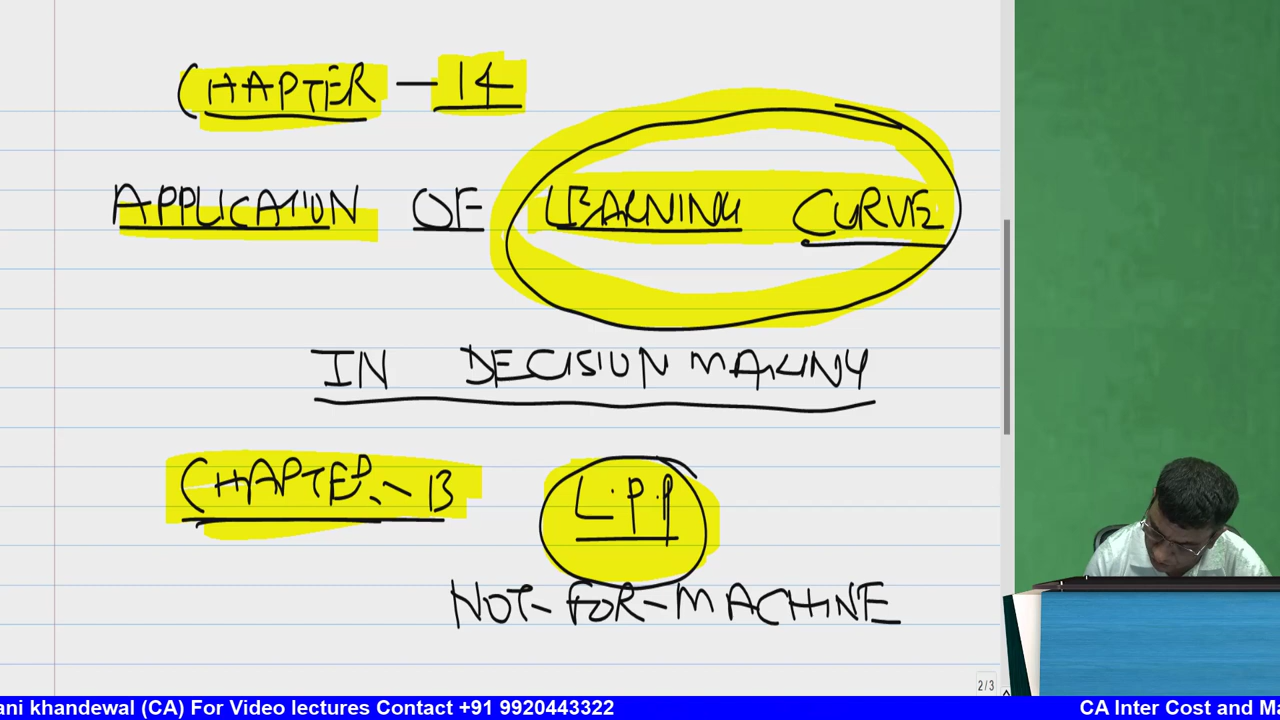 CHAPTER - 14
APPLICATION OF LEARNING CURVE
IN DECISION MAKING
CHAPTER - 13 L.P.P
NOT-FOR-MACHINE
2/3
ani khandewal (CA) For Video lectures Contact +91 9920443322
CA Inter Cost and Ma